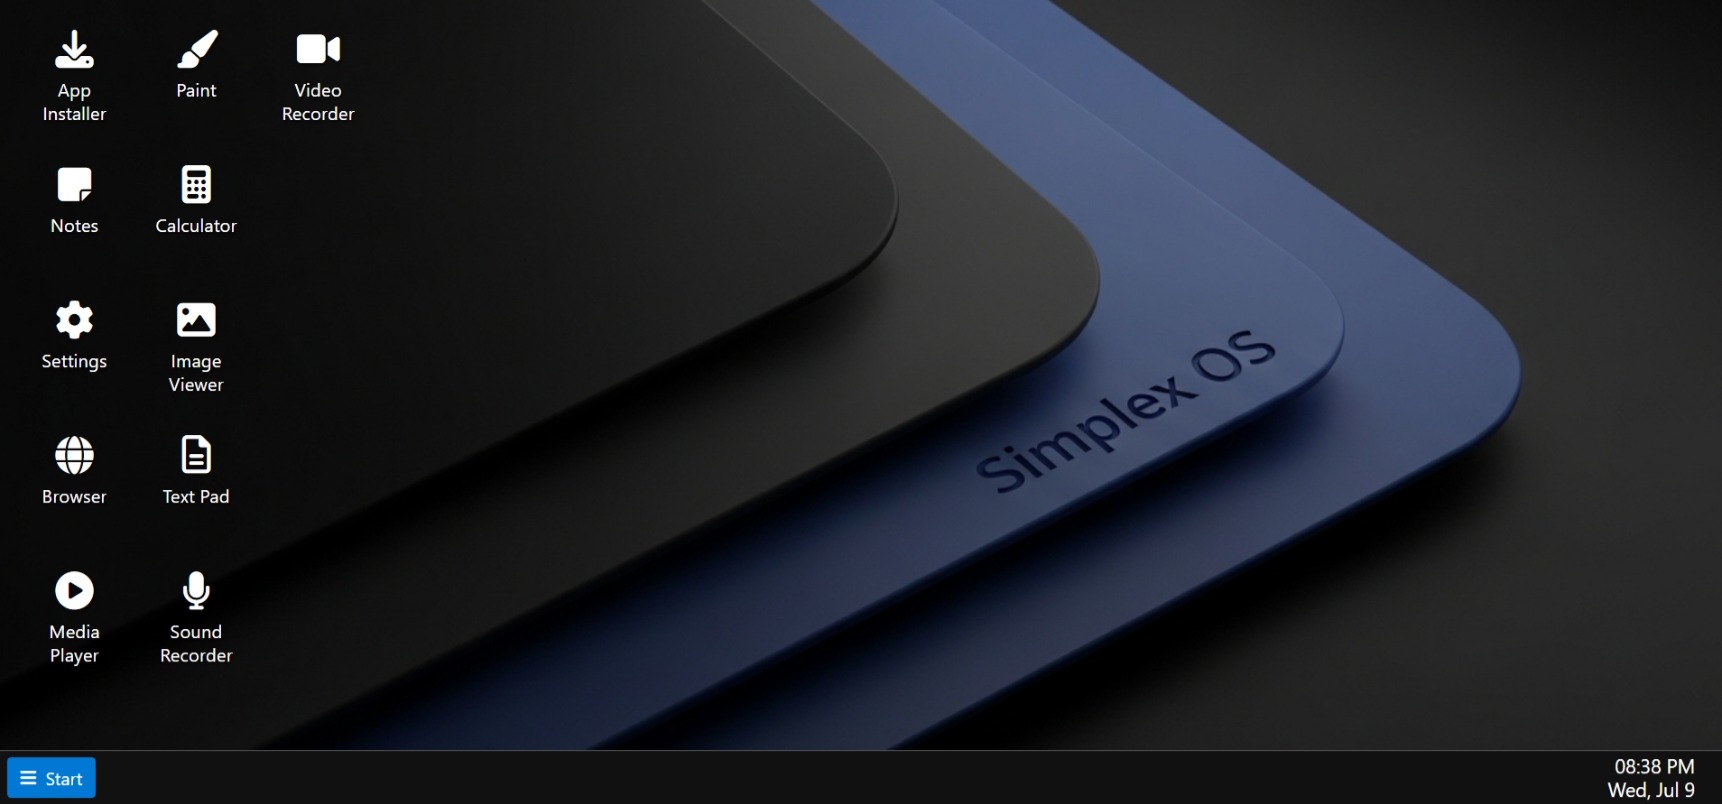 App
Installer
Paint
Video
Recorder
Notes
Calculator
Settings
Image
Viewer
Browser
Text Pad
Media
Player
Sound
Recorder
Simplex OS
Start
08:38 PM
Wed, Jul 9